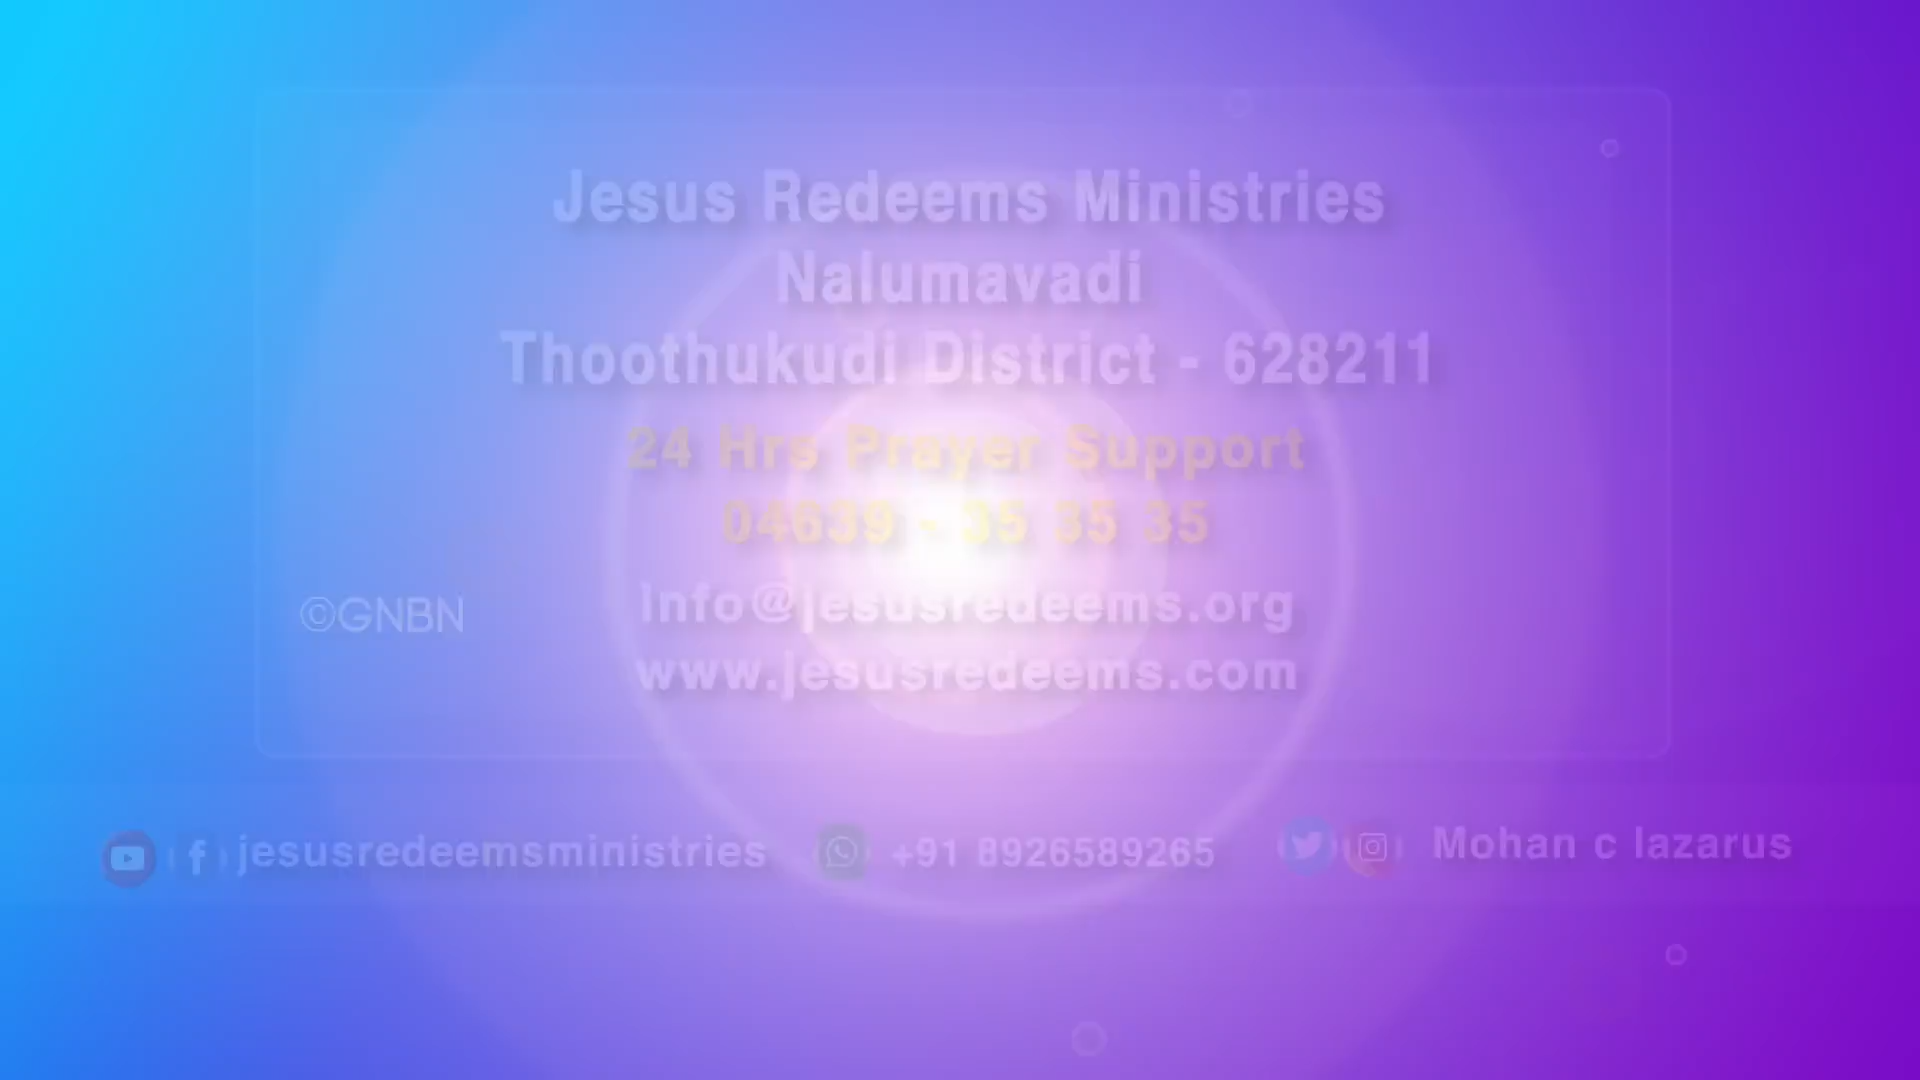 Jesus Redeems Ministries
Nalumavadi
Thoothukudi District - 628211
24 Hrs Prayer Support
04639 - 35 35 35
©GNBN
Info@jesusredeems.org
www.jesusredeems.com
jesusredeemsministries
+91 8926589265
Mohan c lazarus